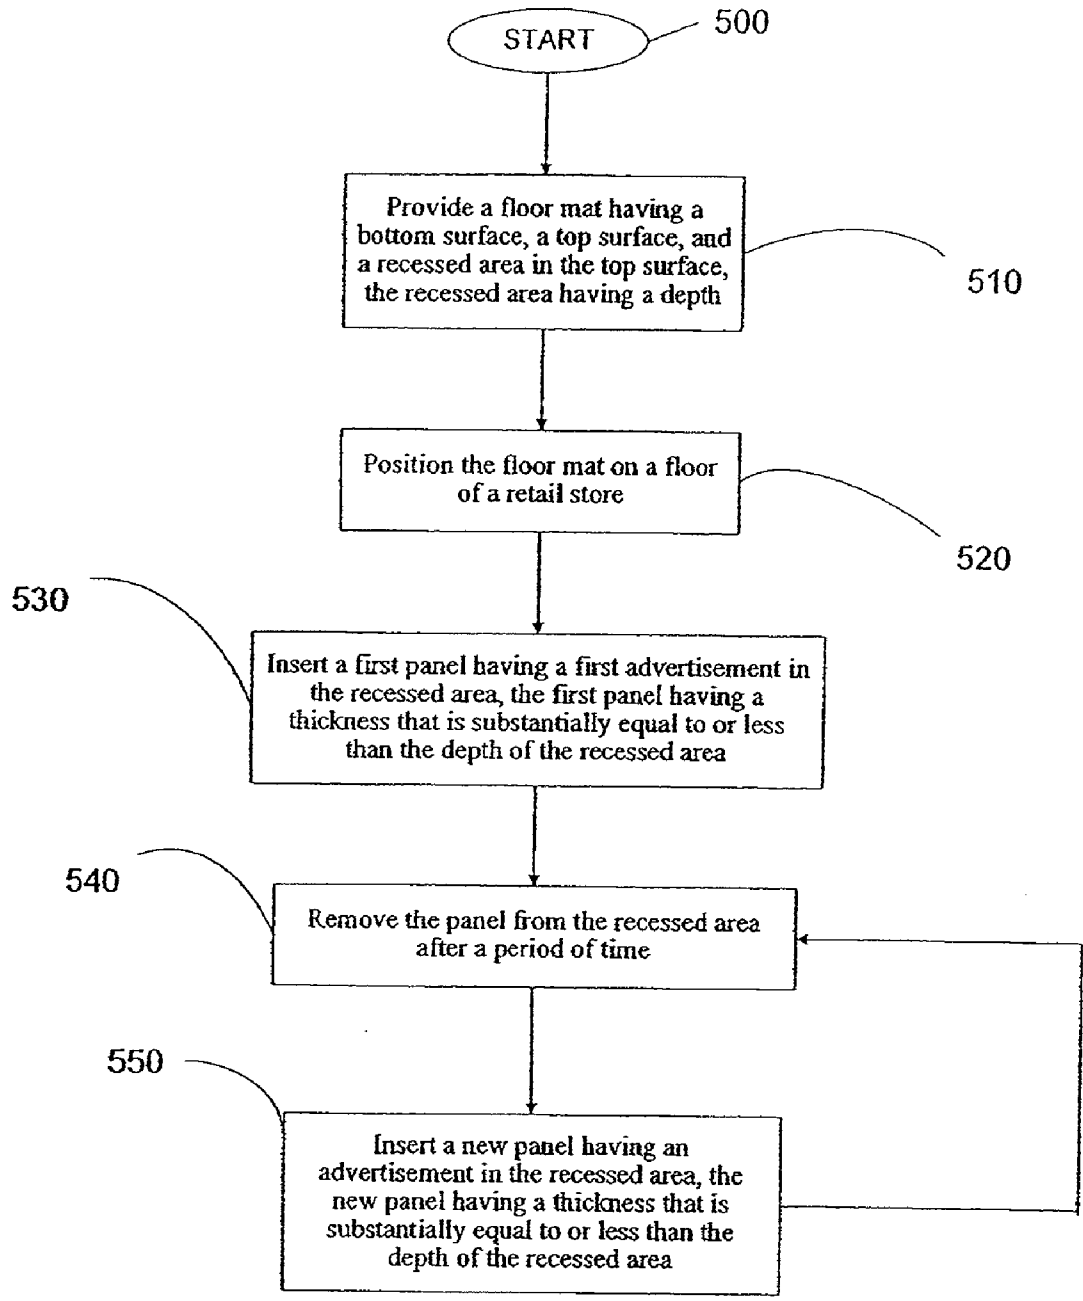 START
500
Provide a floor mat having a
bottom surface, a top surface, and
a recessed area in the top surface,
the recessed area having a depth
510
Position the floor mat on a floor
of a retail store
520
530
Insert a first panel having a first advertisement in
the recessed area, the first panel having a
thickness that is substantially equal to or less
than the depth of the recessed area
540
Remove the panel from the recessed area
after a period of time
550
Insert a new panel having an
advertisement in the recessed area, the
new panel having a thickness that is
substantially equal to or less than the
depth of the recessed area